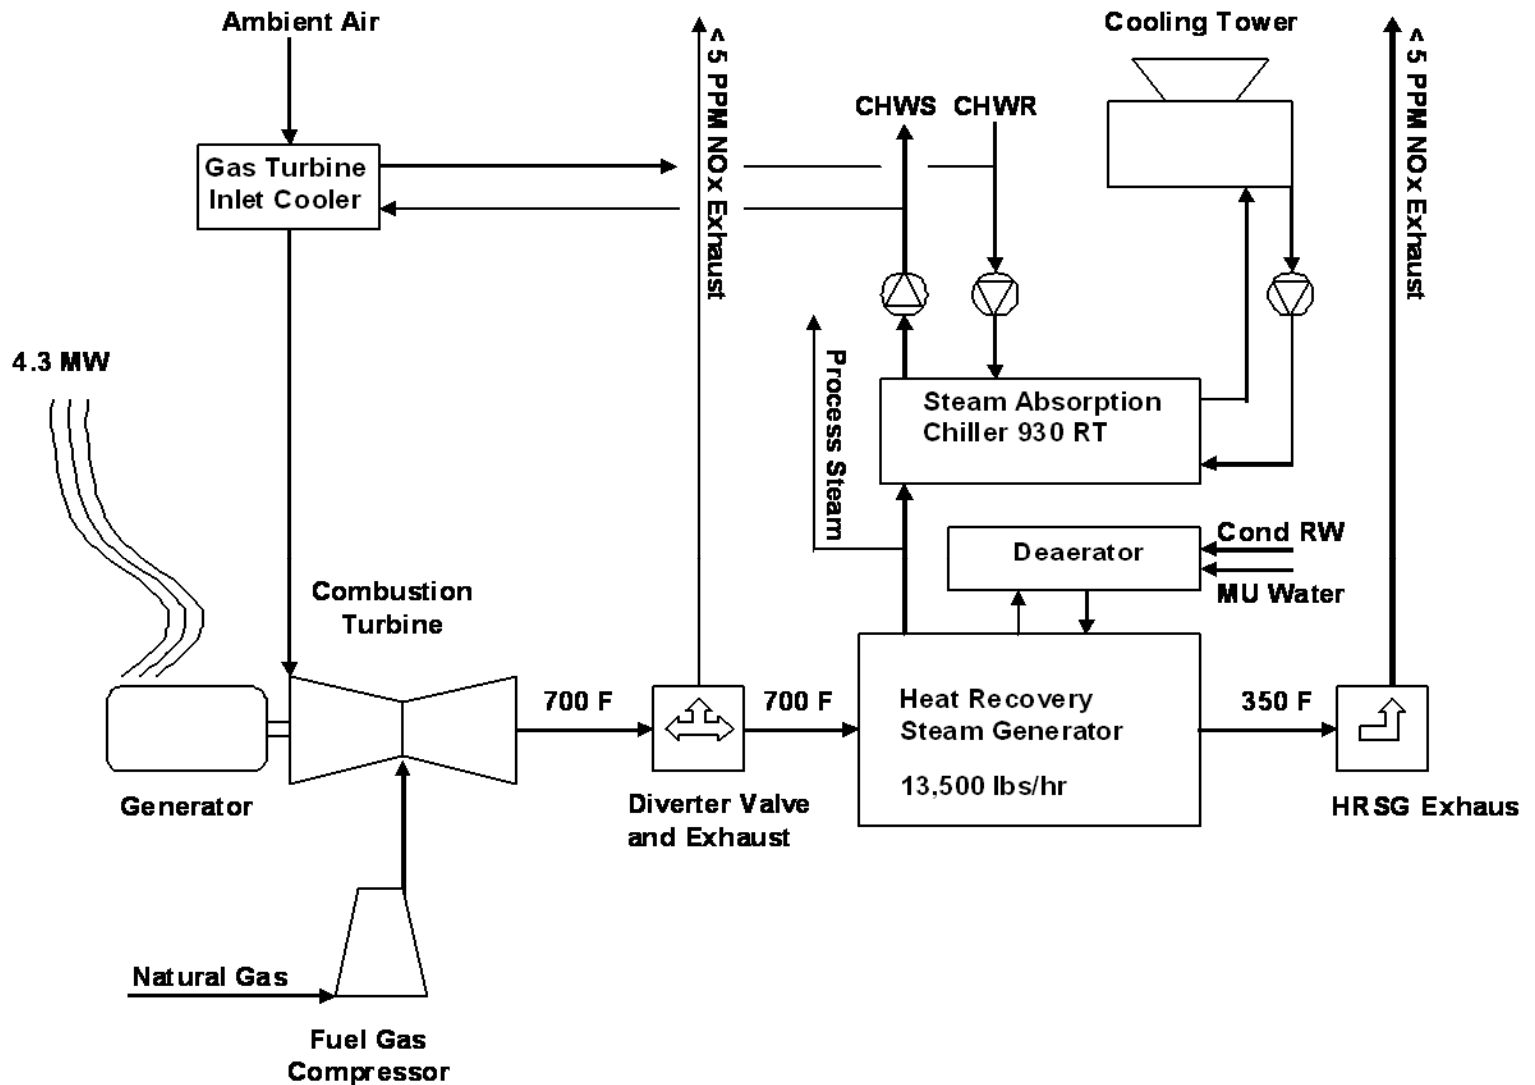 Ambient Air
< 5 PPM NOx Exhaust
Cooling Tower
< 5 PPM NOx Exhaust
CHWS
CHWR
Gas Turbine
Inlet Cooler
4.3 MW
Process Steam
Steam Absorption
Chiller 930 RT
Cond RW
Deaerator
MU Water
Combustion
Turbine
700 F
700 F
Heat Recovery
Steam Generator
13,500 lbs/hr
350 F
Generator
Diverter Valve
and Exhaust
HRSG Exhaus
Natural Gas
Fuel Gas
Compressor